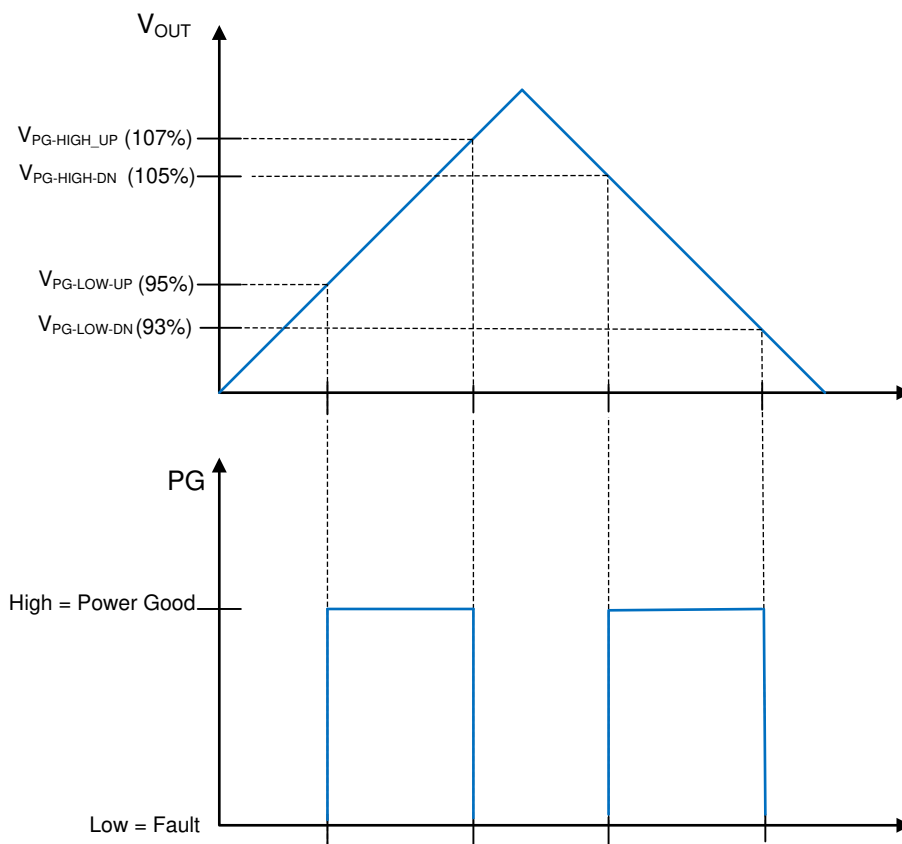 VOUT
VPG-HIGH_UP (107%)
VPG-HIGH-DN (105%)
VPG-LOW-UP (95%)
VPG-LOW-DN (93%)
PG
High = Power Good
Low = Fault